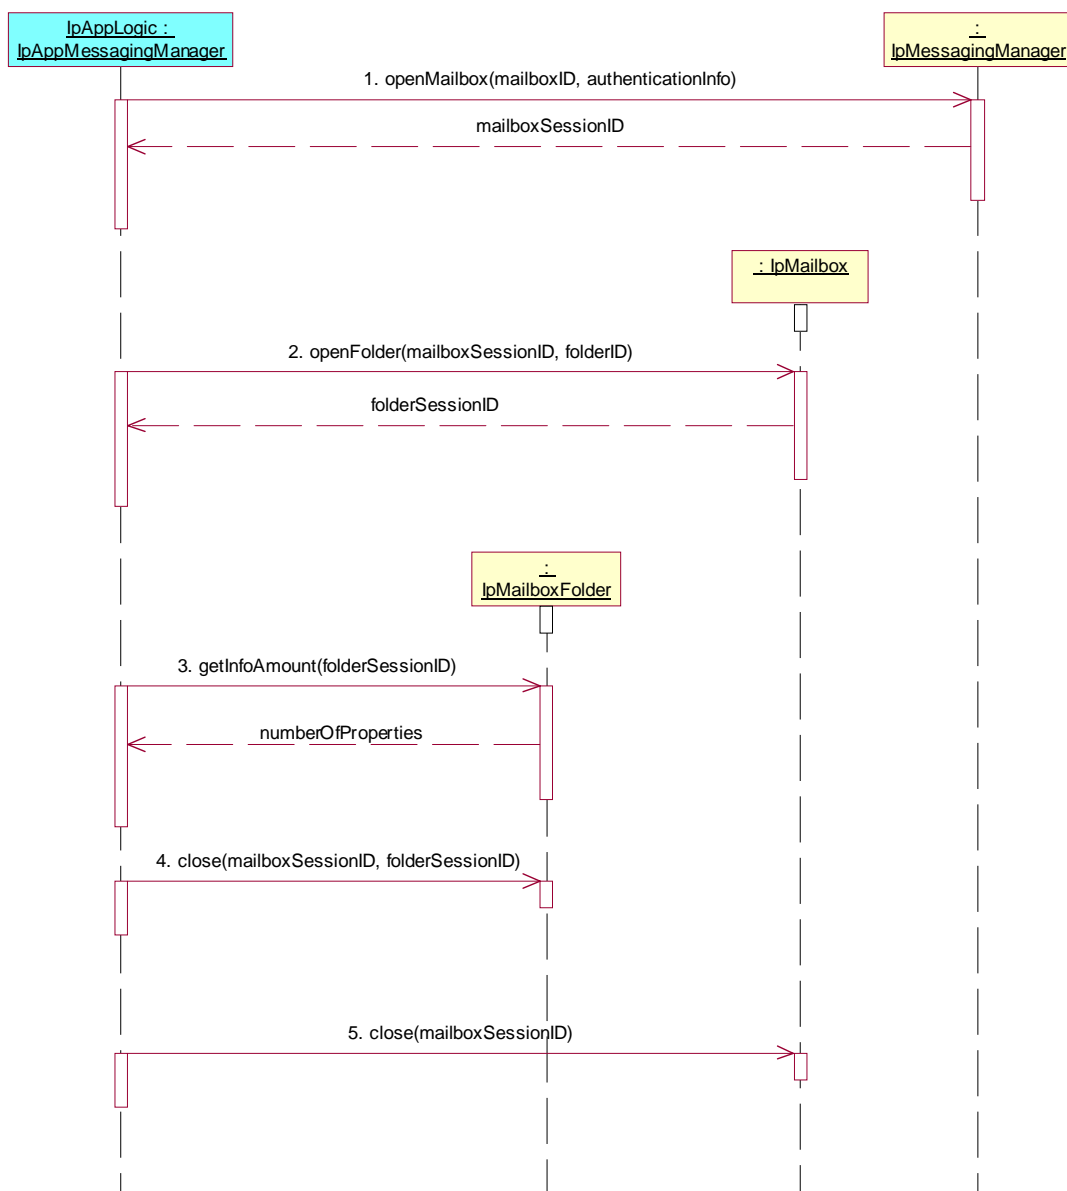 IpAppLogic :
IpAppMessagingManager
:
IpMessagingManager
1. openMailbox(mailboxID, authenticationInfo)
mailboxSessionID
: IpMailbox
2. openFolder(mailboxSessionID, folderID)
folderSessionID
:
IpMailboxFolder
3. getInfoAmount(folderSessionID)
numberOfProperties
4. close(mailboxSessionID, folderSessionID)
5. close(mailboxSessionID)